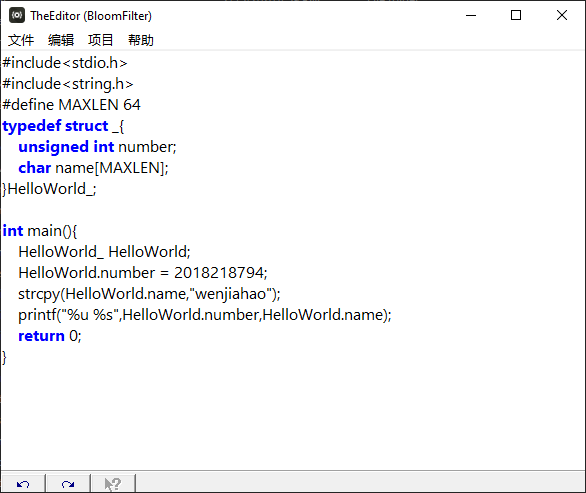 TheEditor (BloomFilter)
文件 编辑 项目 帮助
#include<stdio.h>
#include<string.h>
#define MAXLEN 64
typedef struct _{
    unsigned int number;
    char name[MAXLEN];
}HelloWorld_;

int main(){
    HelloWorld_ HelloWorld;
    HelloWorld.number = 2018218794;
    strcpy(HelloWorld.name,"wenjiahao");
    printf("%u %s",HelloWorld.number,HelloWorld.name);
    return 0;
}